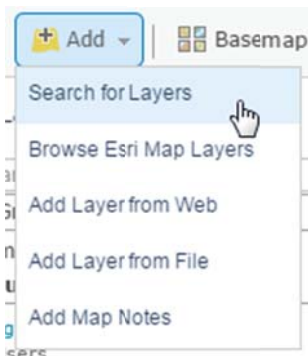 Add Basemap
Search for Layers
Browse Esri Map Layers
Add Layer from Web
Add Layer from File
Add Map Notes